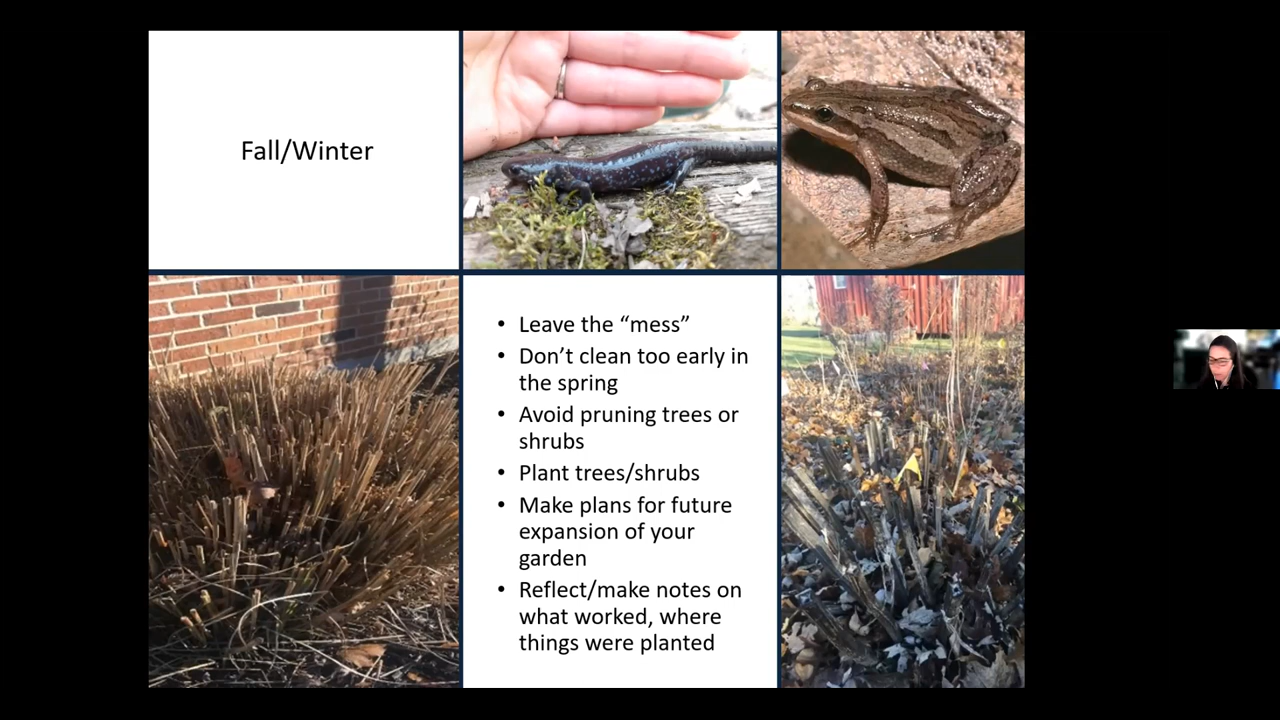 Fall/Winter
• Leave the “mess”
• Don’t clean too early in
the spring
• Avoid pruning trees or
shrubs
• Plant trees/shrubs
• Make plans for future
expansion of your
garden
• Reflect/make notes on
what worked, where
things were planted